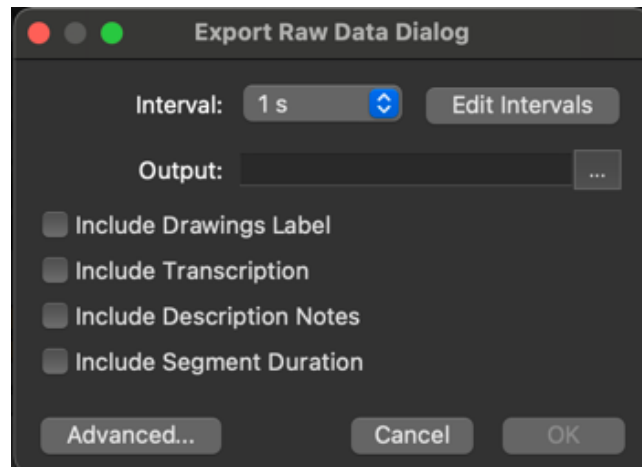 Export Raw Data Dialog
Interval: 1 s Edit Intervals
Output: ...
Include Drawings Label
Include Transcription
Include Description Notes
Include Segment Duration
Advanced... Cancel OK